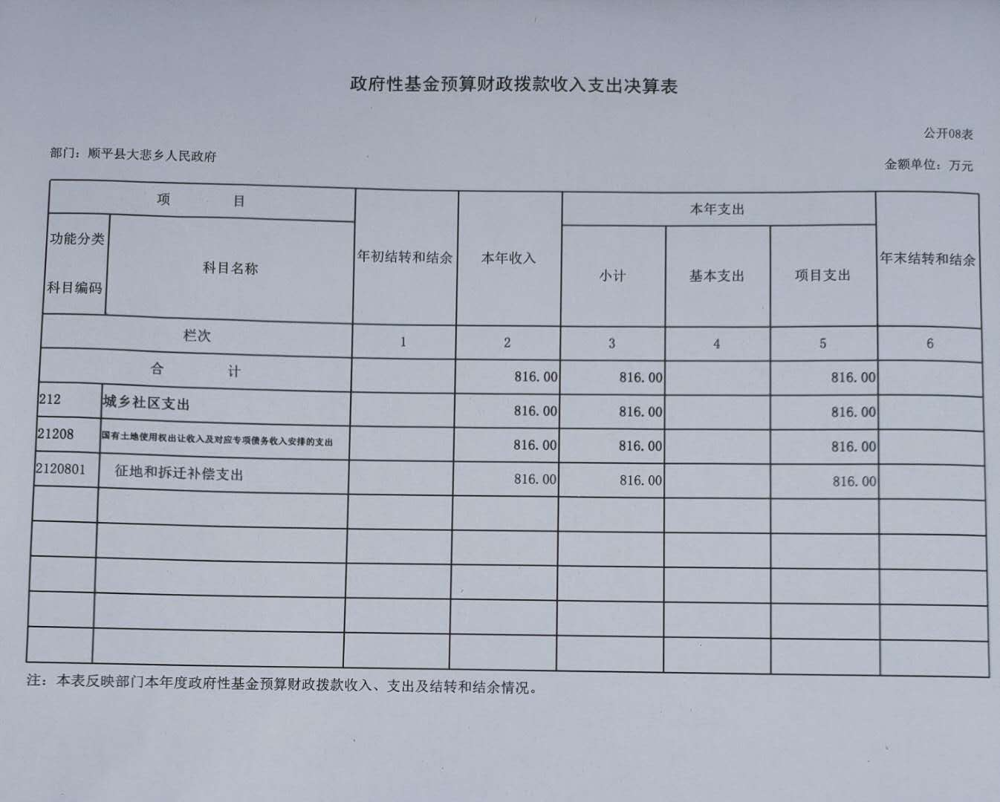 政府性基金预算财政拨款收入支出决算表
公开08表
部门：顺平县大悲乡人民政府
金额单位：万元
项 目
年初结转和结余
本年收入
本年支出
年末结转和结余
功能分类
科目编码
科目名称
小计
基本支出
项目支出
栏次 1 2 3 4 5 6
合 计 816.00 816.00 816.00
212 城乡社区支出 816.00 816.00 816.00
21208 国有土地使用权出让收入及对应专项债务收入安排的支出 816.00 816.00 816.00
2120801 征地和拆迁补偿支出 816.00 816.00 816.00
注：本表反映部门本年度政府性基金预算财政拨款收入、支出及结转和结余情况。